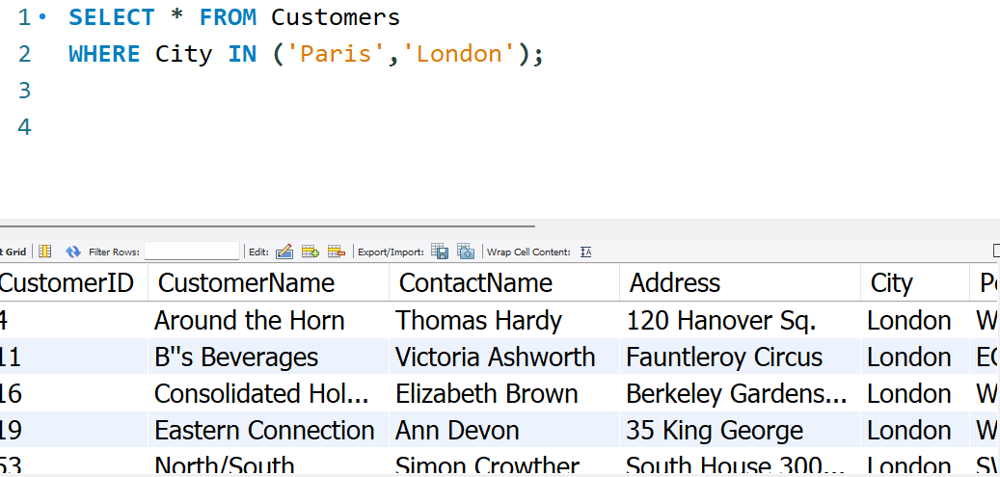 1 SELECT * FROM Customers
2 WHERE City IN ('Paris','London');
3
4
t Grid Filter Rows: Edit: Export/Import: Wrap Cell Content:
CustomerID CustomerName ContactName Address City
4 Around the Horn Thomas Hardy 120 Hanover Sq. London
11 B''s Beverages Victoria Ashworth Fauntleroy Circus London
16 Consolidated Hol... Elizabeth Brown Berkeley Gardens... London
19 Eastern Connection Ann Devon 35 King George London
53 North/South Simon Crowther South House 300... London